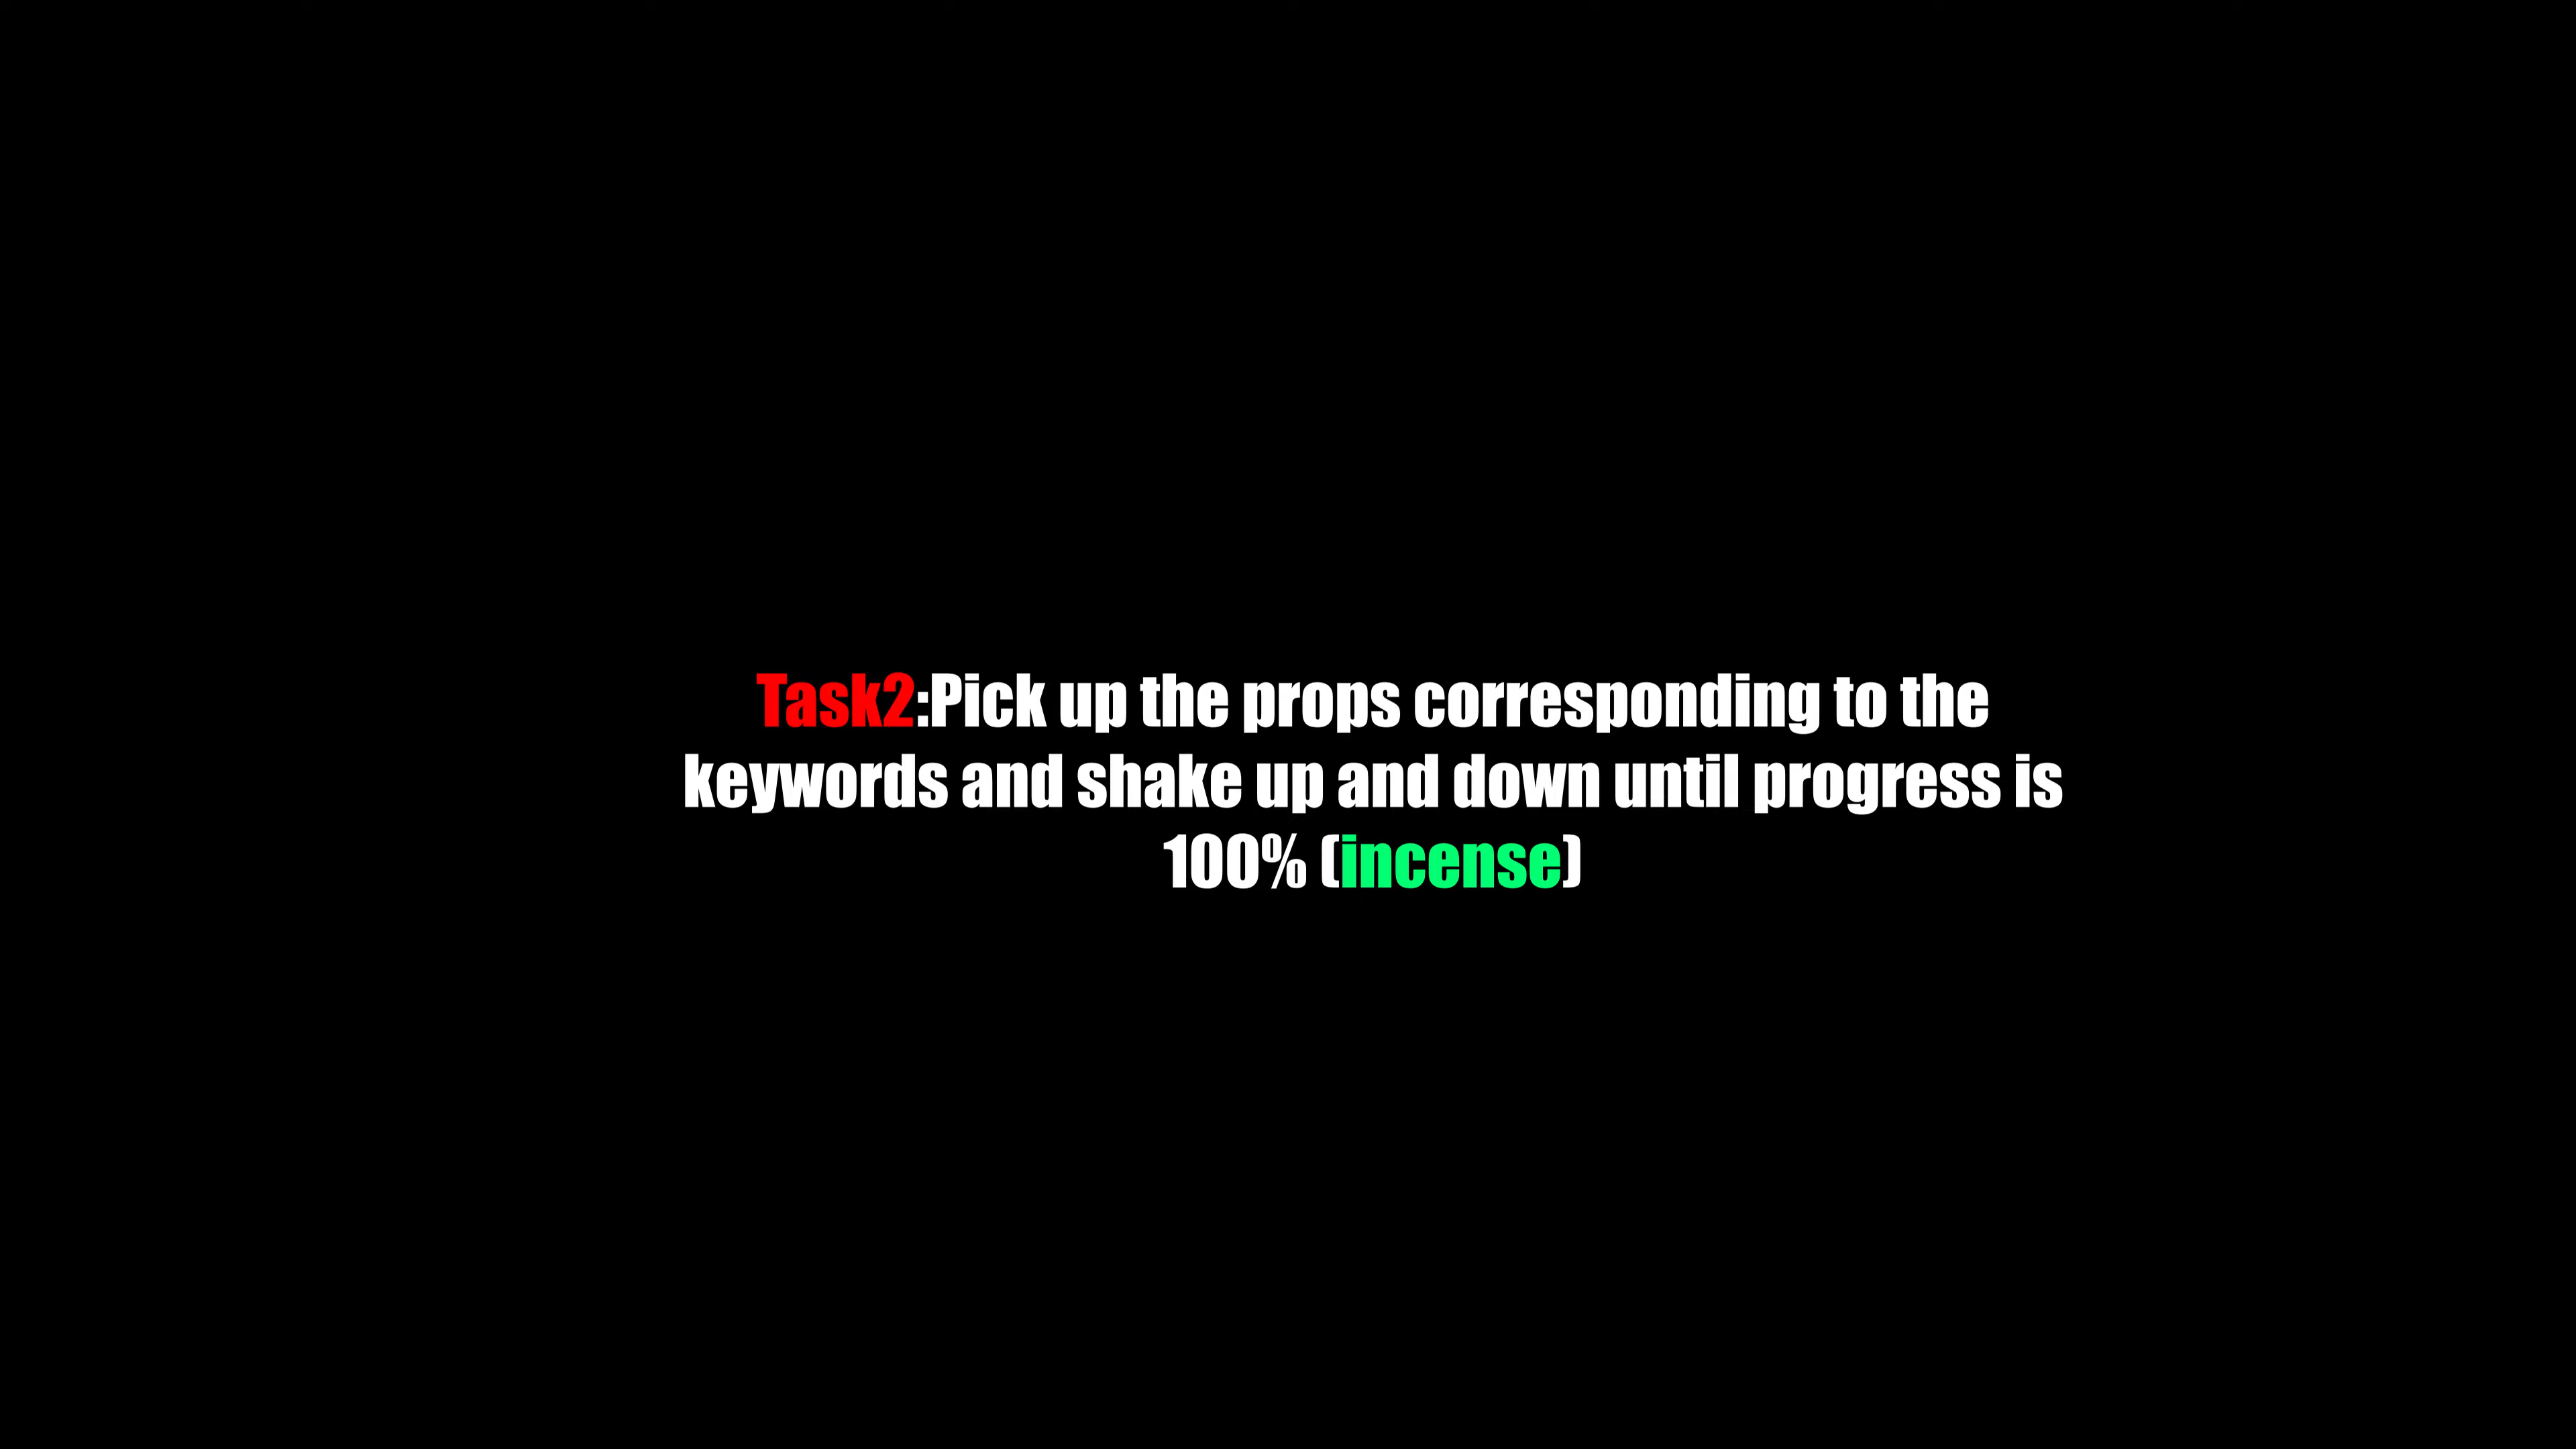 Task2:Pick up the props corresponding to the
keywords and shake up and down until progress is
100% (incense)